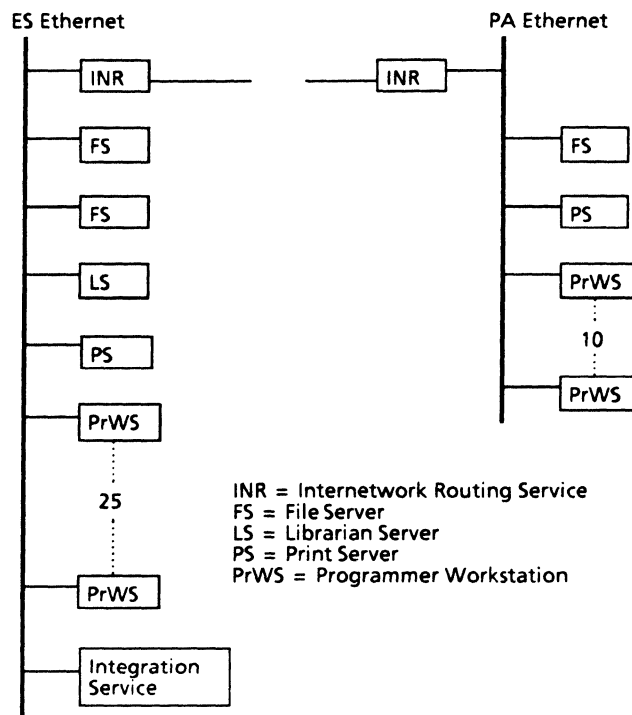 ES Ethernet
PA Ethernet
INR
INR
FS
FS
FS
PS
LS
PrWS
PS
10
PrWS
PrWS
25
INR = Internetwork Routing Service
FS = File Server
LS = Librarian Server
PS = Print Server
PrWS = Programmer Workstation
PrWS
Integration
Service